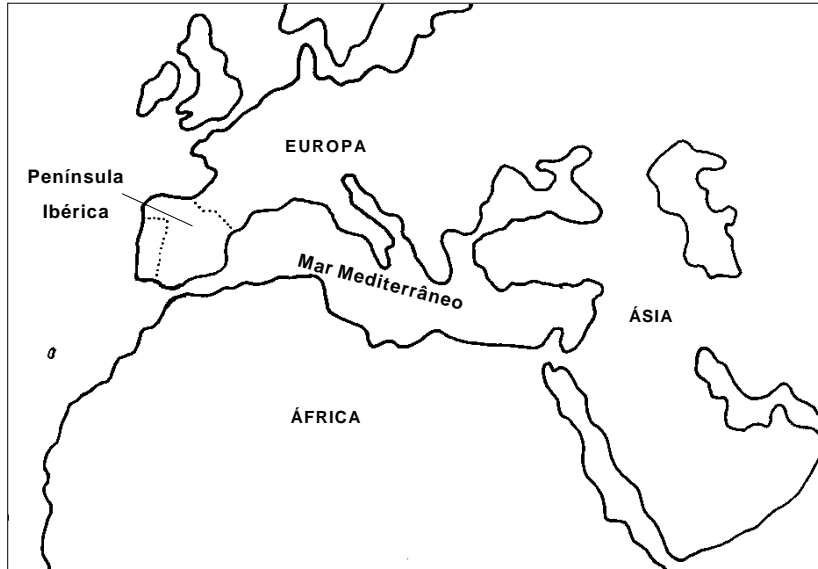 EUROPA
Península
Ibérica
Mar Mediterrâneo
ÁSIA
ÁFRICA